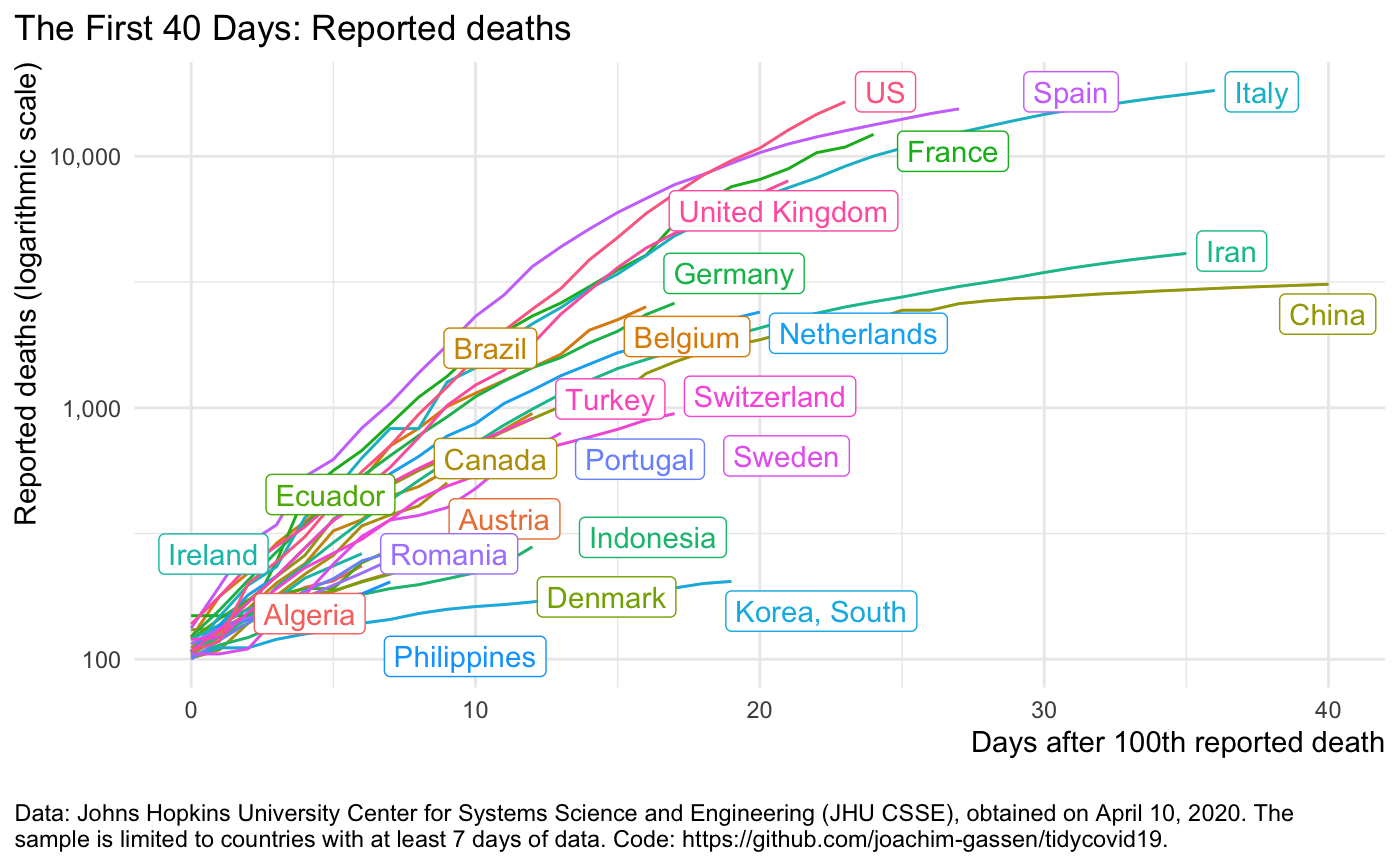 The First 40 Days: Reported deaths
Reported deaths (logarithmic scale)
10,000
1,000
100
US
Spain
Italy
France
United Kingdom
Iran
Germany
China
Brazil
Belgium
Netherlands
Turkey
Switzerland
Canada
Portugal
Sweden
Ecuador
Austria
Indonesia
Ireland
Romania
Denmark
Algeria
Korea, South
Philippines
0
10
20
30
40
Days after 100th reported death
Data: Johns Hopkins University Center for Systems Science and Engineering (JHU CSSE), obtained on April 10, 2020. The
sample is limited to countries with at least 7 days of data. Code: https://github.com/joachim-gassen/tidycovid19.